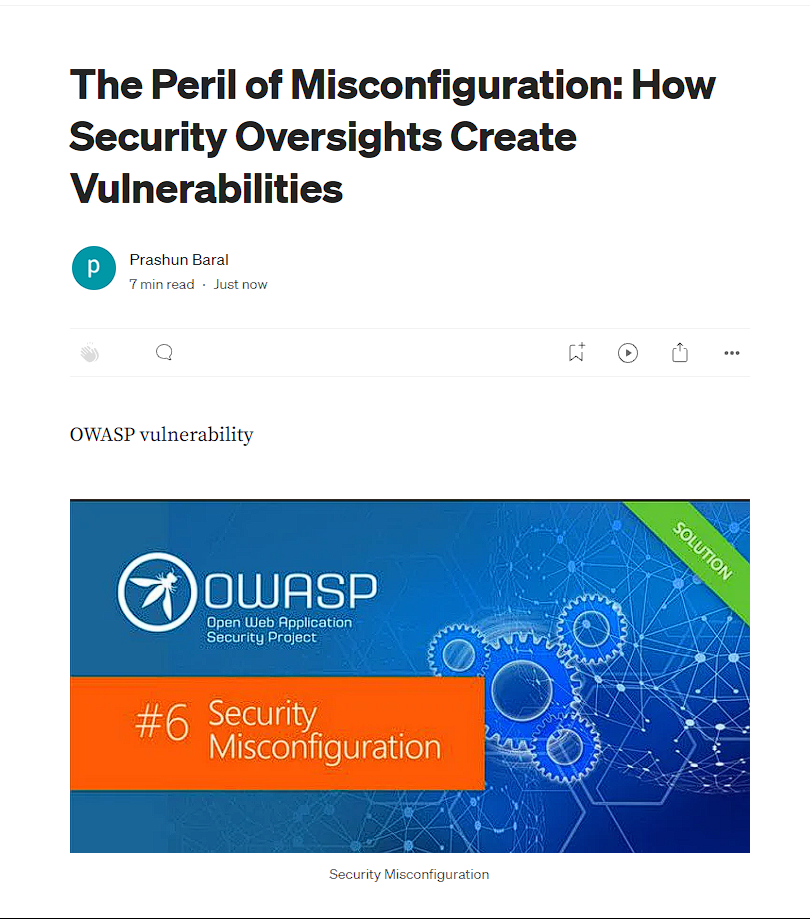 The Peril of Misconfiguration: How
Security Oversights Create
Vulnerabilities
p
Prashun Baral
7 min read · Just now
OWASP vulnerability
SOLUTION
OWASP
Open Web Application
Security Project
#6 Security
Misconfiguration
Security Misconfiguration